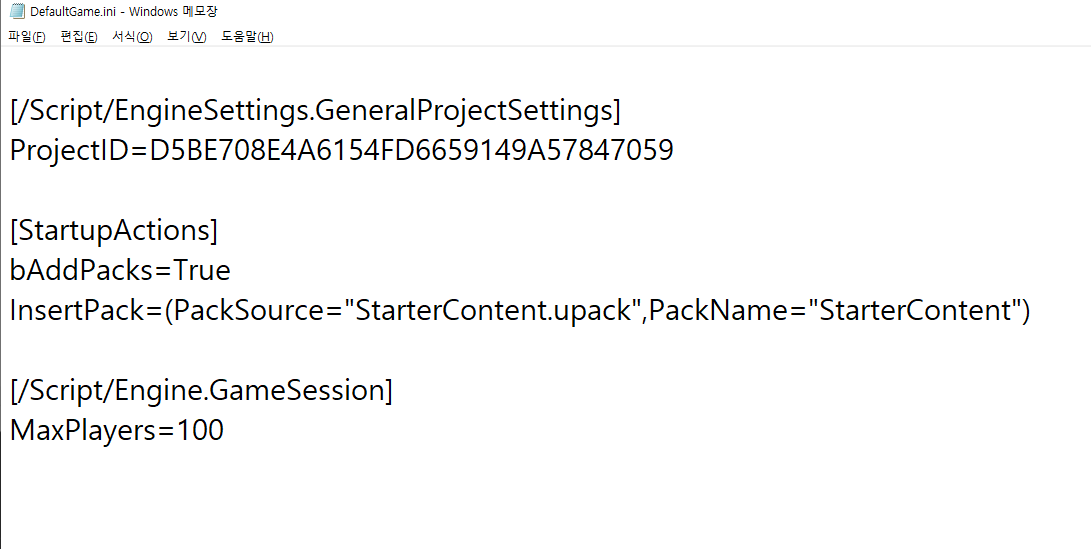 DefaultGame.ini - Windows 메모장
파일(F) 편집(E) 서식(O) 보기(V) 도움말(H)
[/Script/EngineSettings.GeneralProjectSettings]
ProjectID=D5BE708E4A6154FD6659149A57847059
[StartupActions]
bAddPacks=True
InsertPack=(PackSource="StarterContent.upack",PackName="StarterContent")
[/Script/Engine.GameSession]
MaxPlayers=100